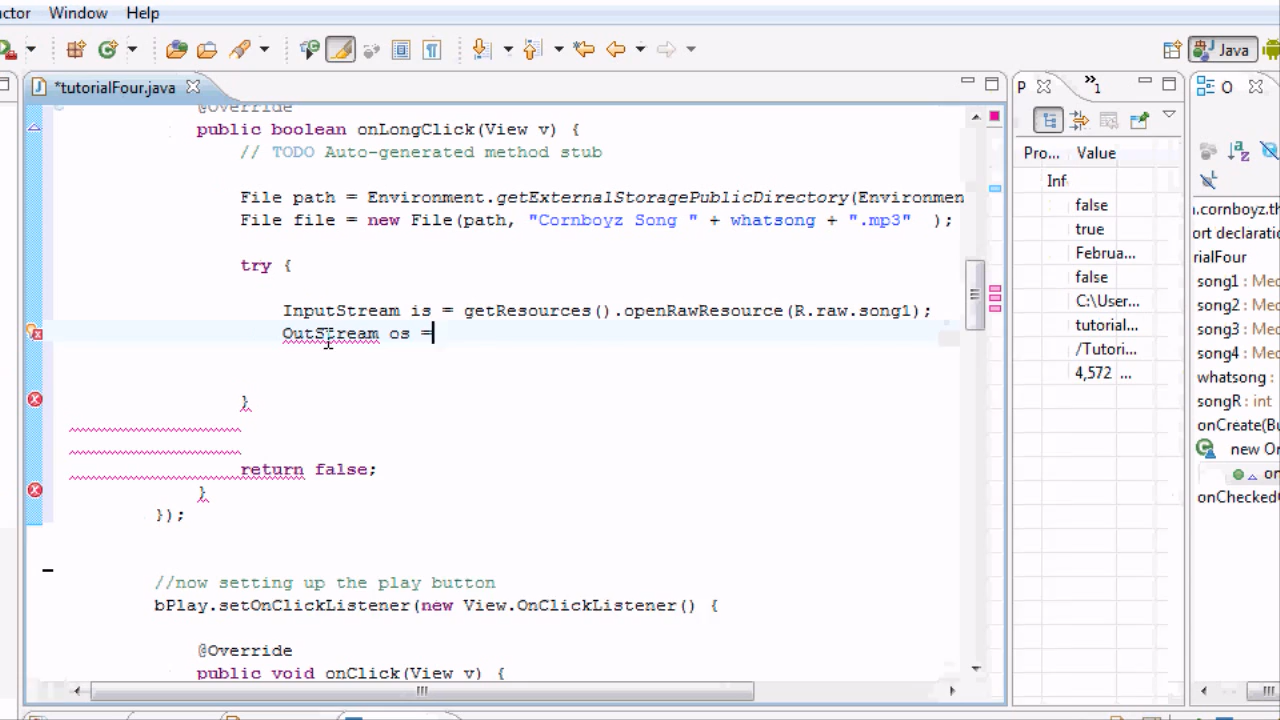 ctor Window Help
Java
*tutorialFour.java
P
1
O
@Override
public boolean onLongClick(View v) {
// TODO Auto-generated method stub
File path = Environment.getExternalStoragePublicDirectory(Environmen
File file = new File(path, "Cornboyz Song " + whatsong + ".mp3" );
try {
InputStream is = getResources().openRawResource(R.raw.song1);
OutStream os =
}
return false;
}
});
//now setting up the play button
bPlay.setOnClickListener(new View.OnClickListener() {
@Override
public void onClick(View v) {
Pro... Value
Inf
false
true
Februa...
false
C:\User...
tutorial...
/Tutori...
4,572 ...
.cornboyz.th
ort declaratio
rialFour
song1 : Med
song2 : Med
song3 : Med
song4 : Med
whatsong :
songR : int
onCreate(Bu
new On
on
onChecked